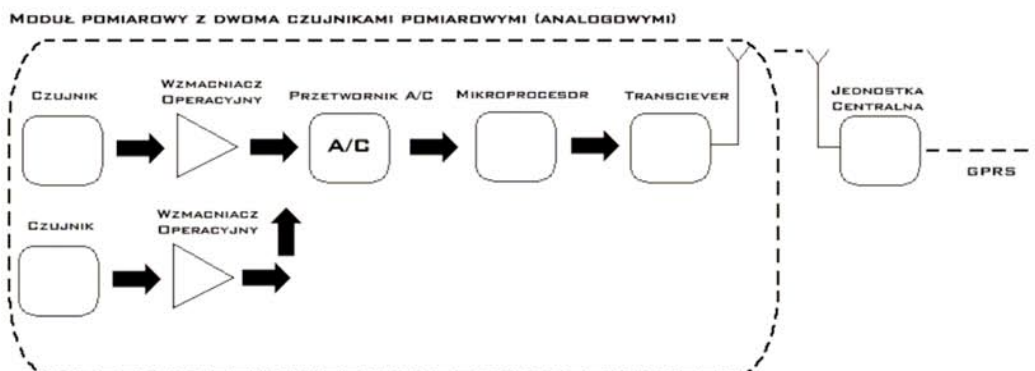 MODUŁ POMIAROWY Z DWOMA CZUJNIKAMI POMIAROWYMI (ANALOGOWYMI)
CZUJNIK
WZMACNIACZ
OPERACYJNY
PRZETWORNIK A/C
MIKROPROCESOR
TRANSCIEVER
JEDNOSTKA
CENTRALNA
A/C
GPRS
CZUJNIK
WZMACNIACZ
OPERACYJNY